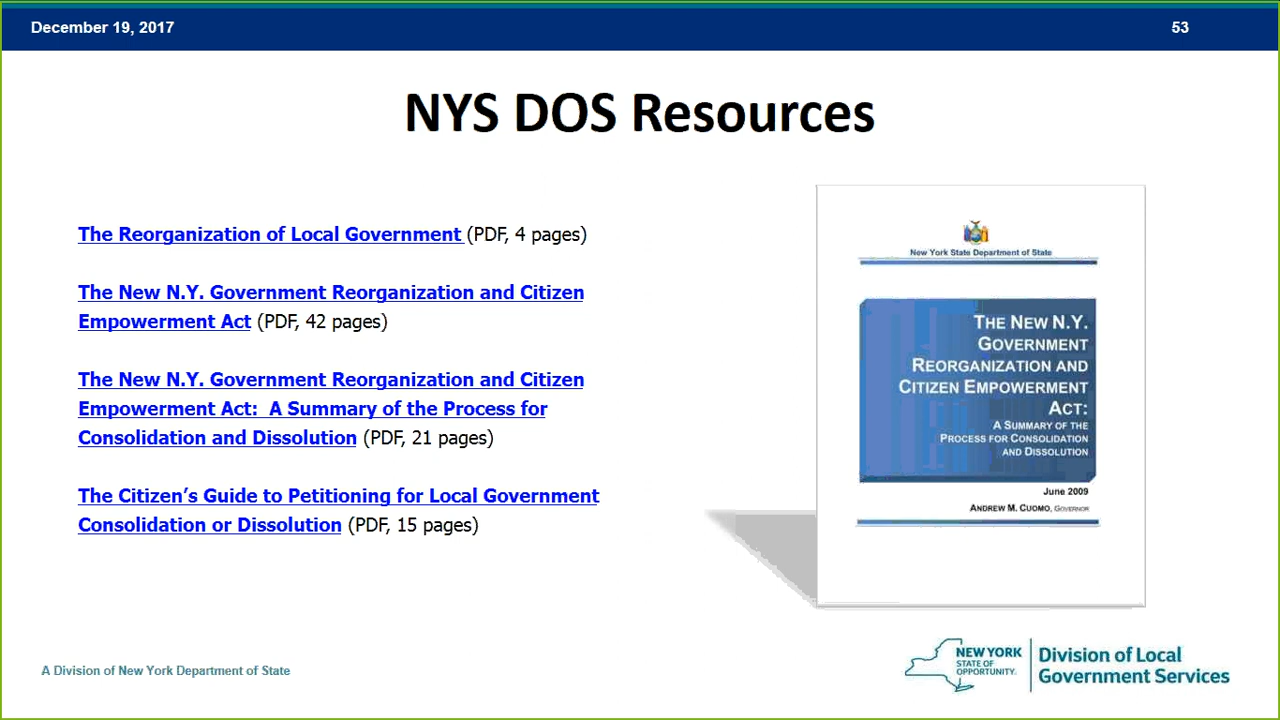 December 19, 2017
53
NYS DOS Resources
The Reorganization of Local Government (PDF, 4 pages)
The New N.Y. Government Reorganization and Citizen
Empowerment Act (PDF, 42 pages)
The New N.Y. Government Reorganization and Citizen
Empowerment Act:  A Summary of the Process for
Consolidation and Dissolution (PDF, 21 pages)
The Citizen’s Guide to Petitioning for Local Government
Consolidation or Dissolution (PDF, 15 pages)
New York State Department of State
THE NEW N.Y.
GOVERNMENT
REORGANIZATION AND
CITIZEN EMPOWERMENT
ACT:
A SUMMARY OF THE
PROCESS FOR CONSOLIDATION
AND DISSOLUTION
June 2009
ANDREW M. CUOMO, GOVERNOR
A Division of New York Department of State
NEW YORK
STATE OF
OPPORTUNITY.
Division of Local
Government Services